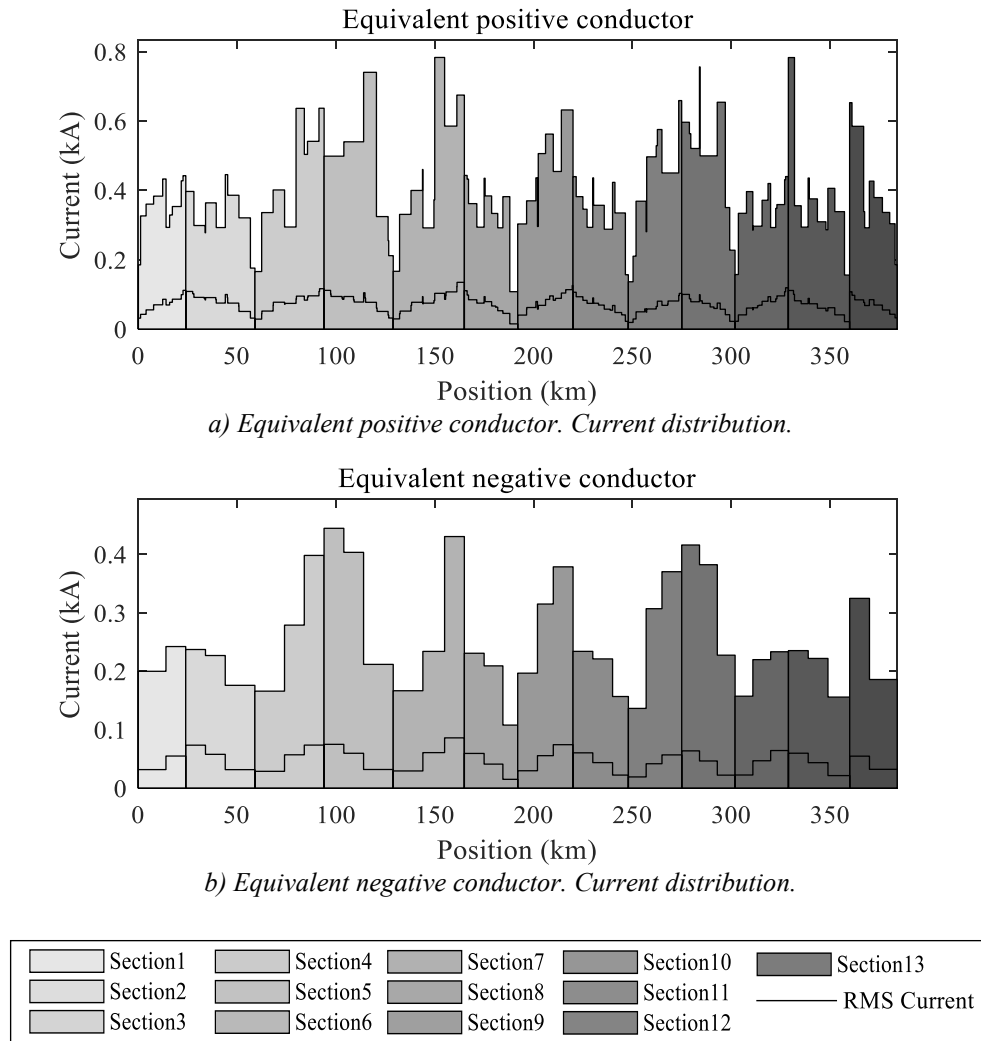 Equivalent positive conductor
0.8
0.6
0.4
0.2
0
Current (kA)
0 50 100 150 200 250 300 350
Position (km)
a) Equivalent positive conductor. Current distribution.
Equivalent negative conductor
0.4
0.3
0.2
0.1
0
Current (kA)
0 50 100 150 200 250 300 350
Position (km)
b) Equivalent negative conductor. Current distribution.
Section1 Section4 Section7 Section10 Section13
Section2 Section5 Section8 Section11 RMS Current
Section3 Section6 Section9 Section12